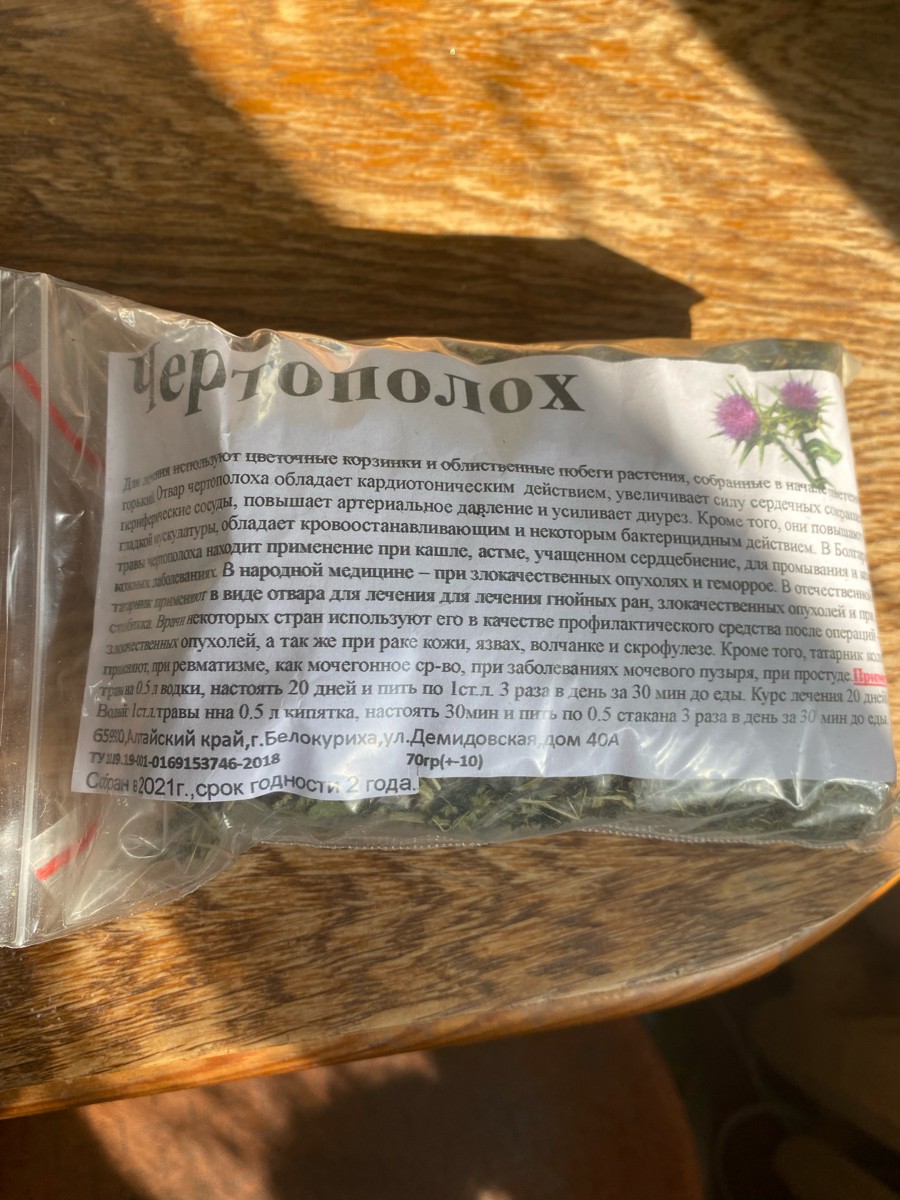 Чертополох
Для лечения используют цветочные корзинки и облиственные побеги растения, собранные в начале
горький. Отвар чертополоха обладает кардиотоническим действием, увеличивает силу сердечных
периферические сосуды, повышает артериальное давление и усиливает диурез. Кроме того, они
гладкой мускулатуры, обладает кровоостанавливающим и некоторым бактерицидным действием. В
травы чертополоха находит применение при кашле, астме, учащенном сердцебиение, для промывания и
кожных заболеваниях. В народной медицине – при злокачественных опухолях и геморрое. В
татарник применяют в виде отвара для лечения для лечения гнойных ран, злокачественных опухолей и
столбняка. Врачи некоторых стран используют его в качестве профилактического средства после операций
злокачественных опухолей, а так же при раке кожи, язвах, волчанке и скрофулезе. Кроме того, татарник
применяют, при ревматизме, как мочегонное ср-во, при заболеваниях мочевого пузыря, при простуде.
на 0.5 л водки, настоять 20 дней и пить по 1ст.л. 3 раза в день за 30 мин до еды. Курс лечения 20 дней
1ст.л.травы нна 0.5 л кипятка, настоять 30мин и пить по 0.5 стакана 3 раза в день за 30 мин до еды
Алтайский край,г.Белокуриха,ул.Демидовская,дом 40А
70гр(+-10)
Собран в 2021г.,срок годности 2 года.